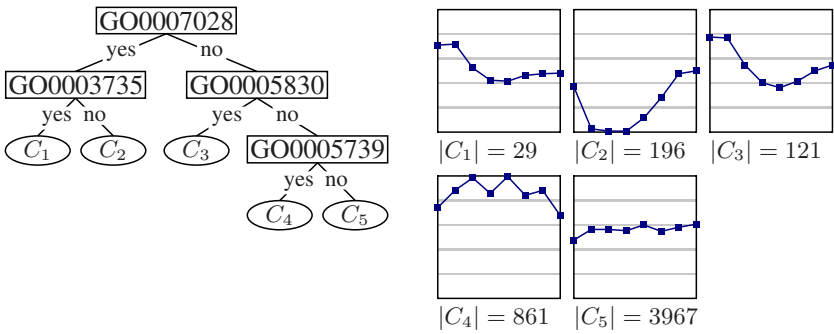 GO0007028
yes no
GO0003735 GO0005830
yes no yes no
C1 C2 C3 GO0005739
yes no
C4 C5
|C1| = 29 |C2| = 196 |C3| = 121
|C4| = 861 |C5| = 3967